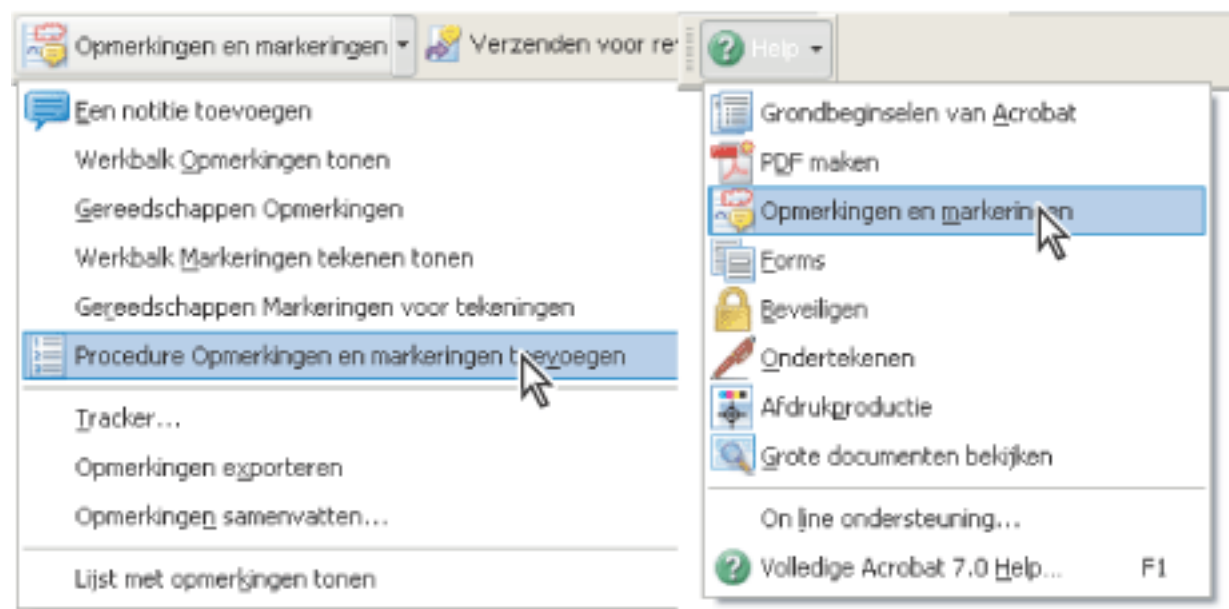 Opmerkingen en markeringen
Verzenden voor re
Een notitie toevoegen
Werkbalk Opmerkingen tonen
Gereedschappen Opmerkingen
Werkbalk Markeringen tekenen tonen
Gereedschappen Markeringen voor tekeningen
Procedure Opmerkingen en markeringen toevoegen
Tracker...
Opmerkingen exporteren
Opmerkingen samenvatten...
Lijst met opmerkingen tonen
Help
Grondbeginselen van Acrobat
PDF maken
Opmerkingen en markeringen
Forms
Beveiligen
Ondertekenen
Afdrukproductie
Grote documenten bekijken
On line ondersteuning...
Volledige Acrobat 7.0 Help... F1